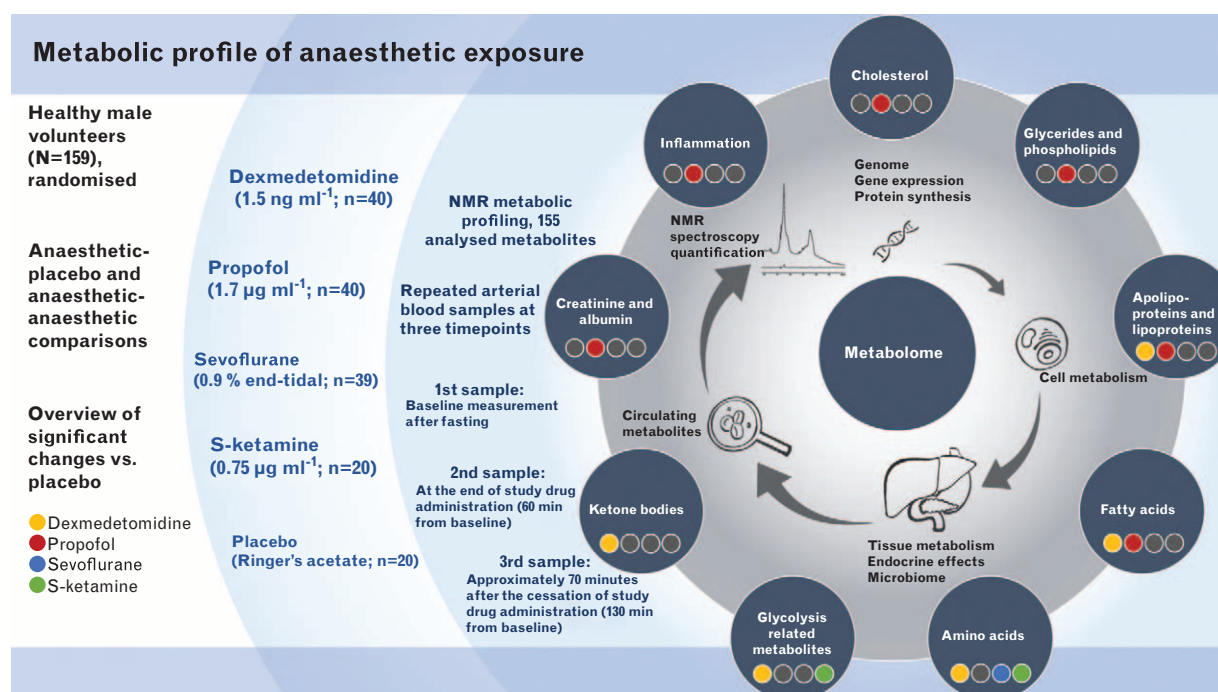 Metabolic profile of anaesthetic exposure
Healthy male
volunteers
(N=159),
randomised
Anaesthetic-
placebo and
anaesthetic-
anaesthetic
comparisons
Overview of
significant
changes vs.
placebo
Dexmedetomidine
Propofol
Sevoflurane
S-ketamine
Dexmedetomidine
(1.5 ng ml⁻¹; n=40)
Propofol
(1.7 µg ml⁻¹; n=40)
Sevoflurane
(0.9 % end-tidal; n=39)
S-ketamine
(0.75 µg ml⁻¹; n=20)
Placebo
(Ringer's acetate; n=20)
NMR metabolic
profiling, 155
analysed metabolites
Repeated arterial
blood samples at
three timepoints
1st sample:
Baseline measurement
after fasting
2nd sample:
At the end of study drug
administration (60 min
from baseline)
3rd sample:
Approximately 70 minutes
after the cessation of study
drug administration (130 min
from baseline)
Cholesterol
Glycerides and
phospholipids
Apolipo-
proteins and
lipoproteins
Fatty acids
Amino acids
Glycolysis
related
metabolites
Ketone bodies
Creatinine and
albumin
Inflammation
Genome
Gene expression
Protein synthesis
NMR
spectroscopy
quantification
Metabolome
Cell metabolism
Circulating
metabolites
Tissue metabolism
Endocrine effects
Microbiome